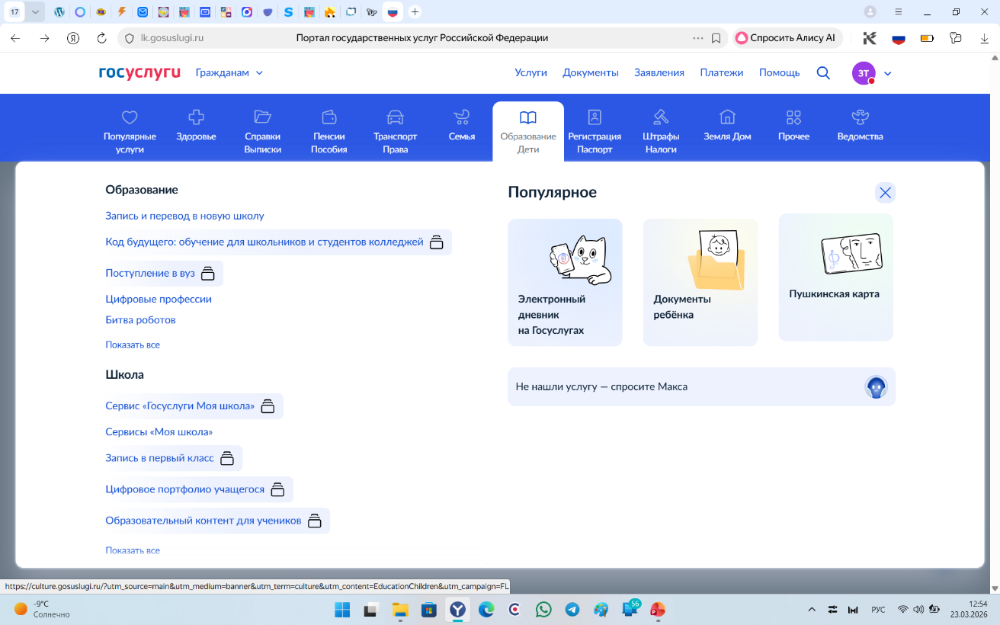 17
lk.gosuslugi.ru
Портал государственных услуг Российской Федерации
Спросить Алису AI
госуслуги
Гражданам
Услуги
Документы
Заявления
Платежи
Помощь
ЗТ
Популярные
услуги
Здоровье
Справки
Выписки
Пенсии
Пособия
Транспорт
Права
Семья
Образование
Дети
Регистрация
Паспорт
Штрафы
Налоги
Земля Дом
Прочее
Ведомства
Образование
Запись и перевод в новую школу
Код будущего: обучение для школьников и студентов колледжей
Поступление в вуз
Цифровые профессии
Битва роботов
Показать все
Школа
Сервис «Госуслуги Моя школа»
Сервисы «Моя школа»
Запись в первый класс
Цифровое портфолио учащегося
Образовательный контент для учеников
Показать все
Популярное
Электронный
дневник
на Госуслугах
Документы
ребёнка
Пушкинская карта
Не нашли услугу — спросите Макса
https://culture.gosuslugi.ru/?utm_source=main&utm_medium=banner&utm_term=culture&utm_content=EducationChildren&utm_campaign=FL
-9°C
Солнечно
56
РУС
12:54
23.03.2026